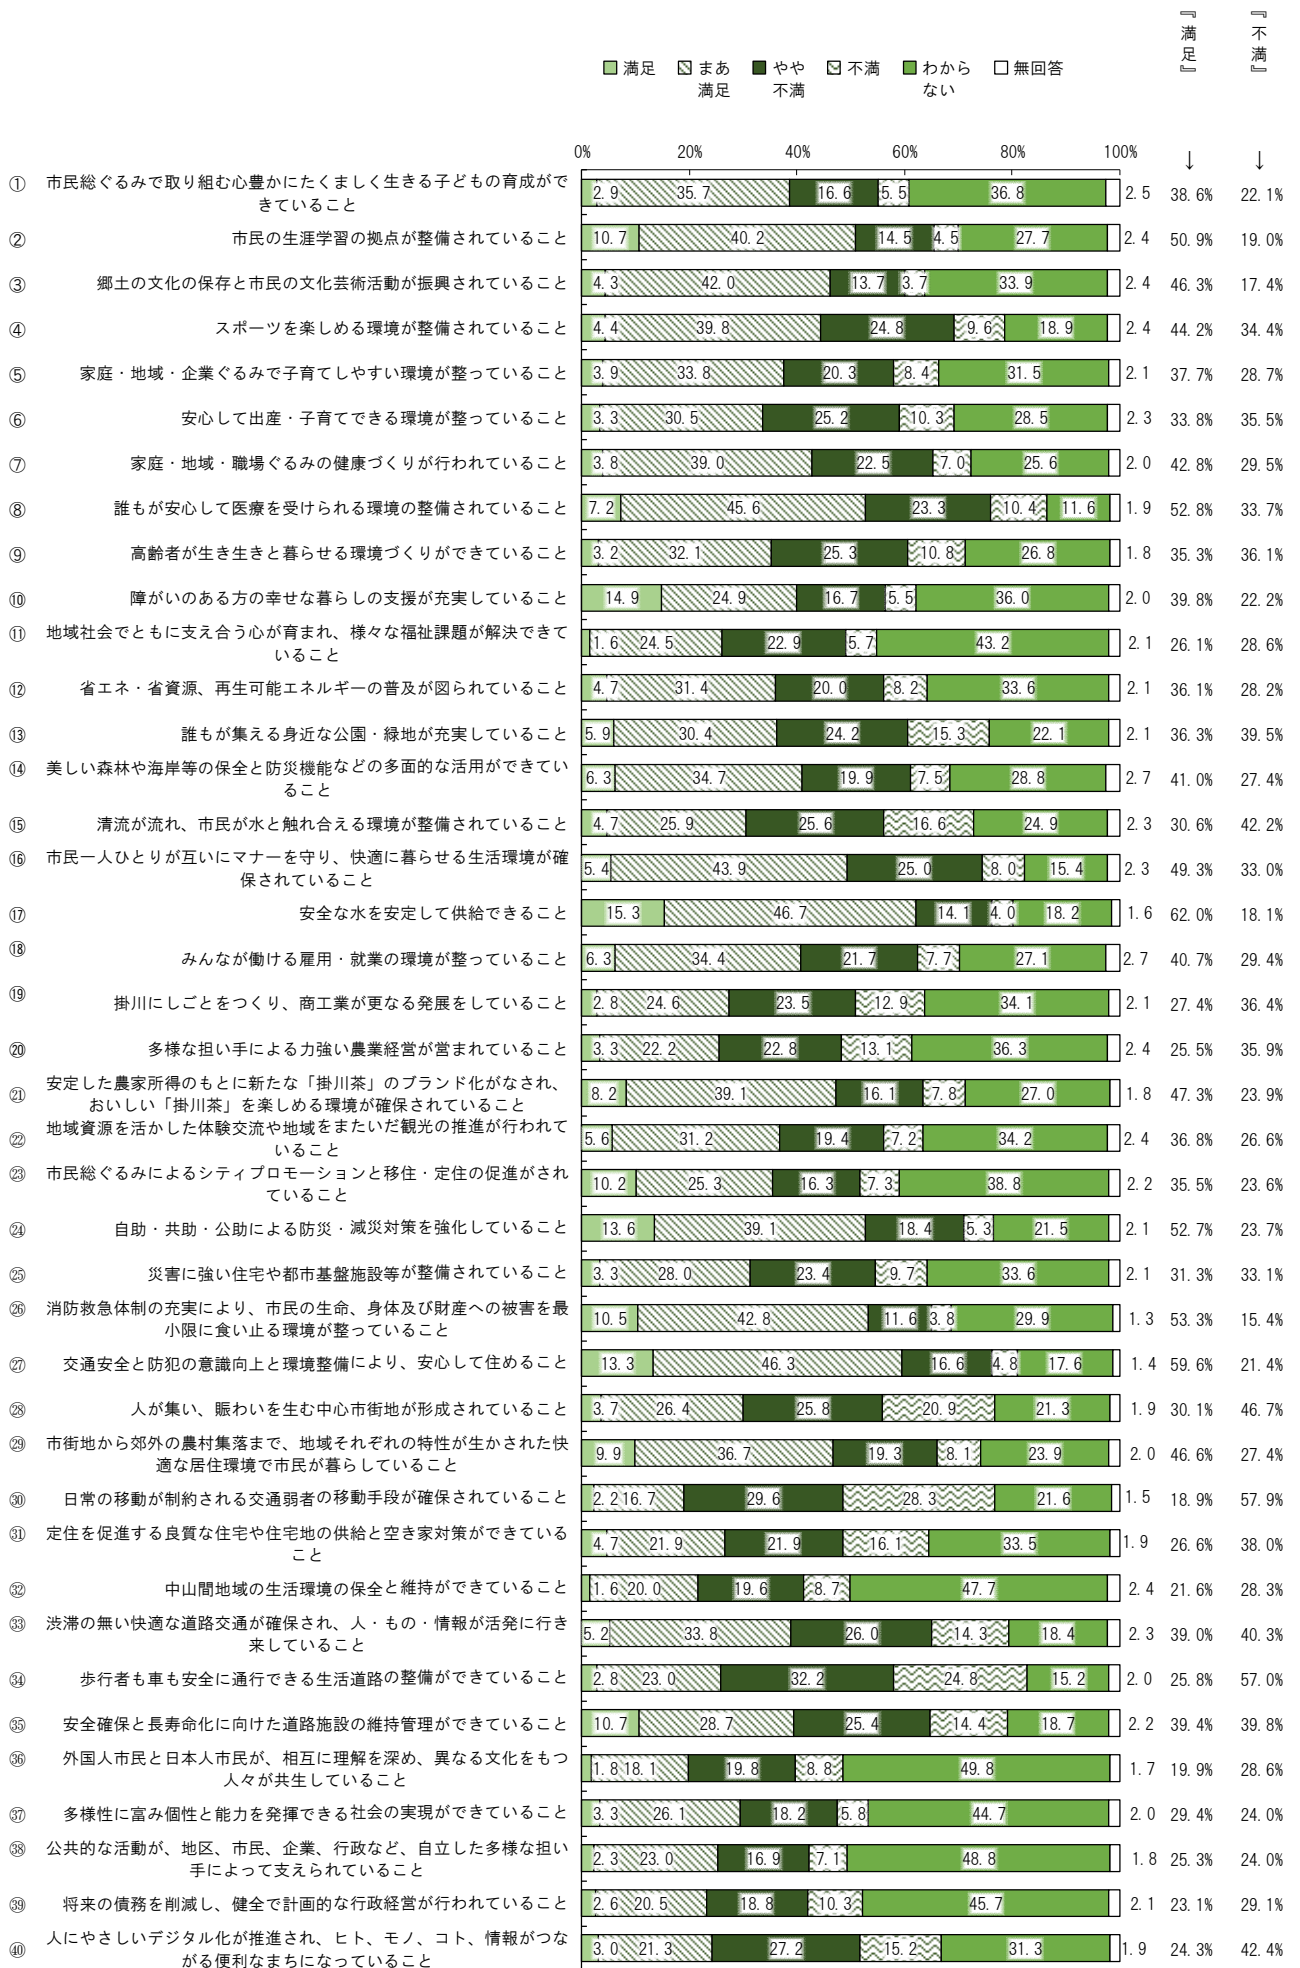 『満足』 『不満』
満足 まあ満足 やや不満 不満 わからない 無回答
0% 20% 40% 60% 80% 100% ↓ ↓
① 市民総ぐるみで取り組む心豊かにたくましく生きる子どもの育成がで
きていること 2.9 35.7 16.6 5.5 36.8 2.5 38.6% 22.1%
② 市民の生涯学習の拠点が整備されていること 10.7 40.2 14.5 4.5 27.7 2.4 50.9% 19.0%
③ 郷土の文化の保存と市民の文化芸術活動が振興されていること 4.3 42.0 13.7 3.7 33.9 2.4 46.3% 17.4%
④ スポーツを楽しめる環境が整備されていること 4.4 39.8 24.8 9.6 18.9 2.4 44.2% 34.4%
⑤ 家庭・地域・企業ぐるみで子育てしやすい環境が整っていること 3.9 33.8 20.3 8.4 31.5 2.1 37.7% 28.7%
⑥ 安心して出産・子育てできる環境が整っていること 3.3 30.5 25.2 10.3 28.5 2.3 33.8% 35.5%
⑦ 家庭・地域・職場ぐるみの健康づくりが行われていること 3.8 39.0 22.5 7.0 25.6 2.0 42.8% 29.5%
⑧ 誰もが安心して医療を受けられる環境の整備されていること 7.2 45.6 23.3 10.4 11.6 1.9 52.8% 33.7%
⑨ 高齢者が生き生きと暮らせる環境づくりができていること 3.2 32.1 25.3 10.8 26.8 1.8 35.3% 36.1%
⑩ 障がいのある方の幸せな暮らしの支援が充実していること 14.9 24.9 16.7 5.5 36.0 2.0 39.8% 22.2%
⑪ 地域社会でともに支え合う心が育まれ、様々な福祉課題が解決できて
いること 1.6 24.5 22.9 5.7 43.2 2.1 26.1% 28.6%
⑫ 省エネ・省資源、再生可能エネルギーの普及が図られていること 4.7 31.4 20.0 8.2 33.6 2.1 36.1% 28.2%
⑬ 誰もが集える身近な公園・緑地が充実していること 5.9 30.4 24.2 15.3 22.1 2.1 36.3% 39.5%
⑭ 美しい森林や海岸等の保全と防災機能などの多面的な活用ができてい
ること 6.3 34.7 19.9 7.5 28.8 2.7 41.0% 27.4%
⑮ 清流が流れ、市民が水と触れ合える環境が整備されていること 4.7 25.9 25.6 16.6 24.9 2.3 30.6% 42.2%
⑯ 市民一人ひとりが互いにマナーを守り、快適に暮らせる生活環境が確
保されていること 5.4 43.9 25.0 8.0 15.4 2.3 49.3% 33.0%
⑰ 安全な水を安定して供給できること 15.3 46.7 14.1 4.0 18.2 1.6 62.0% 18.1%
⑱ みんなが働ける雇用・就業の環境が整っていること 6.3 34.4 21.7 7.7 27.1 2.7 40.7% 29.4%
⑲ 掛川にしごとをつくり、商工業が更なる発展をしていること 2.8 24.6 23.5 12.9 34.1 2.1 27.4% 36.4%
⑳ 多様な担い手による力強い農業経営が営まれていること 3.3 22.2 22.8 13.1 36.3 2.4 25.5% 35.9%
㉑ 安定した農家所得のもとに新たな「掛川茶」のブランド化がなされ、
おいしい「掛川茶」を楽しめる環境が確保されていること 8.2 39.1 16.1 7.8 27.0 1.8 47.3% 23.9%
㉒ 地域資源を活かした体験交流や地域をまたいだ観光の推進が行われて
いること 5.6 31.2 19.4 7.2 34.2 2.4 36.8% 26.6%
㉓ 市民総ぐるみによるシティプロモーションと移住・定住の促進がされ
ていること 10.2 25.3 16.3 7.3 38.8 2.2 35.5% 23.6%
㉔ 自助・共助・公助による防災・減災対策を強化していること 13.6 39.1 18.4 5.3 21.5 2.1 52.7% 23.7%
㉕ 災害に強い住宅や都市基盤施設等が整備されていること 3.3 28.0 23.4 9.7 33.6 2.1 31.3% 33.1%
㉖ 消防救急体制の充実により、市民の生命、身体及び財産への被害を最
小限に食い止る環境が整っていること 10.5 42.8 11.6 3.8 29.9 1.3 53.3% 15.4%
㉗ 交通安全と防犯の意識向上と環境整備により、安心して住めること 13.3 46.3 16.6 4.8 17.6 1.4 59.6% 21.4%
㉘ 人が集い、賑わいを生む中心市街地が形成されていること 3.7 26.4 25.8 20.9 21.3 1.9 30.1% 46.7%
㉙ 市街地から郊外の農村集落まで、地域それぞれの特性が生かされた快
適な居住環境で市民が暮らしていること 9.9 36.7 19.3 8.1 23.9 2.0 46.6% 27.4%
㉚ 日常の移動が制約される交通弱者の移動手段が確保されていること 2.2 16.7 29.6 28.3 21.6 1.5 18.9% 57.9%
㉛ 定住を促進する良質な住宅や住宅地の供給と空き家対策ができている
こと 4.7 21.9 21.9 16.1 33.5 1.9 26.6% 38.0%
㉜ 中山間地域の生活環境の保全と維持ができていること 1.6 20.0 19.6 8.7 47.7 2.4 21.6% 28.3%
㉝ 渋滞の無い快適な道路交通が確保され、人・もの・情報が活発に行き
来していること 5.2 33.8 26.0 14.3 18.4 2.3 39.0% 40.3%
㉞ 歩行者も車も安全に通行できる生活道路の整備ができていること 2.8 23.0 32.2 24.8 15.2 2.0 25.8% 57.0%
㉟ 安全確保と長寿命化に向けた道路施設の維持管理ができていること 10.7 28.7 25.4 14.4 18.7 2.2 39.4% 39.8%
㊱ 外国人市民と日本人市民が、相互に理解を深め、異なる文化をもつ
人々が共生していること 1.8 18.1 19.8 8.8 49.8 1.7 19.9% 28.6%
㊲ 多様性に富み個性と能力を発揮できる社会の実現ができていること 3.3 26.1 18.2 5.8 44.7 2.0 29.4% 24.0%
㊳ 公共的な活動が、地区、市民、企業、行政など、自立した多様な担い
手によって支えられていること 2.3 23.0 16.9 7.1 48.8 1.8 25.3% 24.0%
㊴ 将来の債務を削減し、健全で計画的な行政経営が行われていること 2.6 20.5 18.8 10.3 45.7 2.1 23.1% 29.1%
㊵ 人にやさしいデジタル化が推進され、ヒト、モノ、コト、情報がつな
がる便利なまちになっていること 3.0 21.3 27.2 15.2 31.3 1.9 24.3% 42.4%